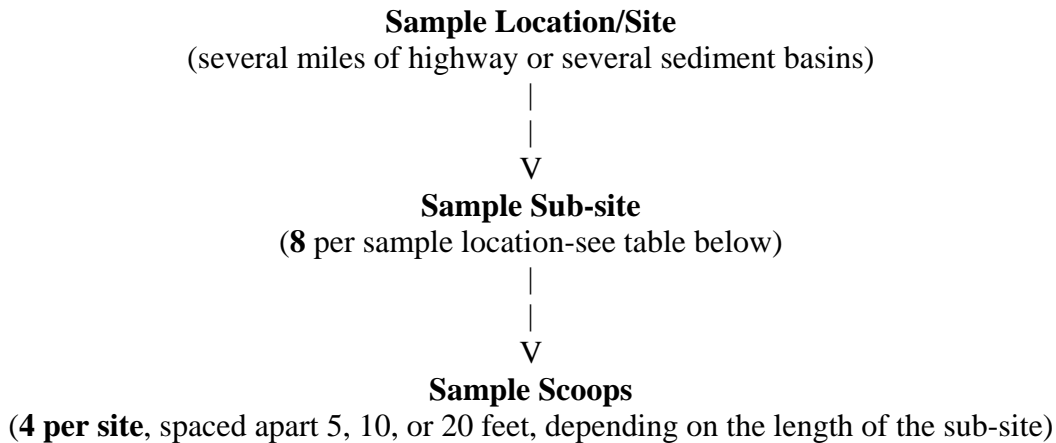 Sample Location/Site
(several miles of highway or several sediment basins)
|
|
V
Sample Sub-site
(8 per sample location-see table below)
|
|
V
Sample Scoops
(4 per site, spaced apart 5, 10, or 20 feet, depending on the length of the sub-site)